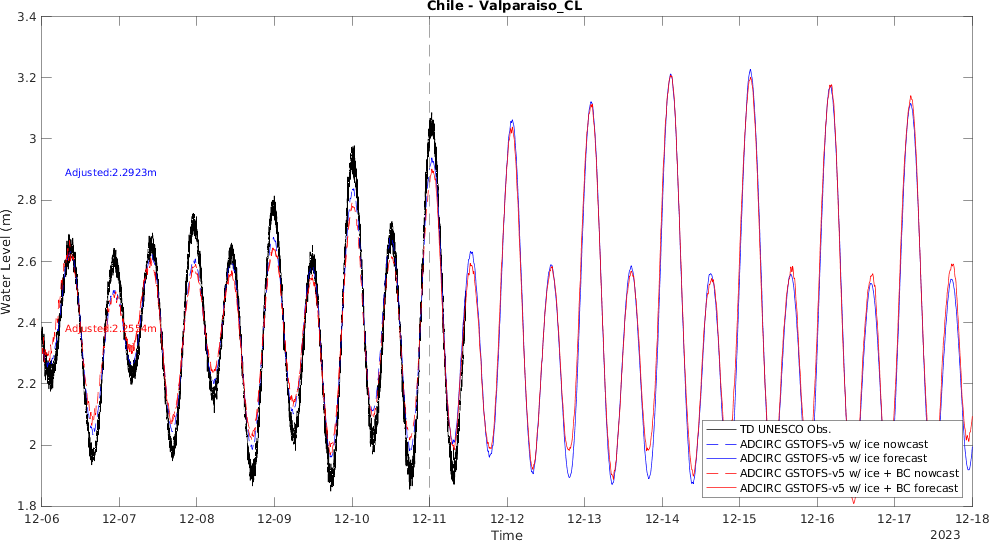 Chile - Valparaiso_CL
3.4
3.2
3
2.8
2.6
2.4
2.2
2
1.8
Water Level (m)
Adjusted:2.2923m
Adjusted:2.2554m
TD UNESCO Obs.
ADCIRC GSTOFS-v5 w/ ice nowcast
ADCIRC GSTOFS-v5 w/ ice forecast
ADCIRC GSTOFS-v5 w/ ice + BC nowcast
ADCIRC GSTOFS-v5 w/ ice + BC forecast
12-06 12-07 12-08 12-09 12-10 12-11 12-12 12-13 12-14 12-15 12-16 12-17 12-18
Time
2023